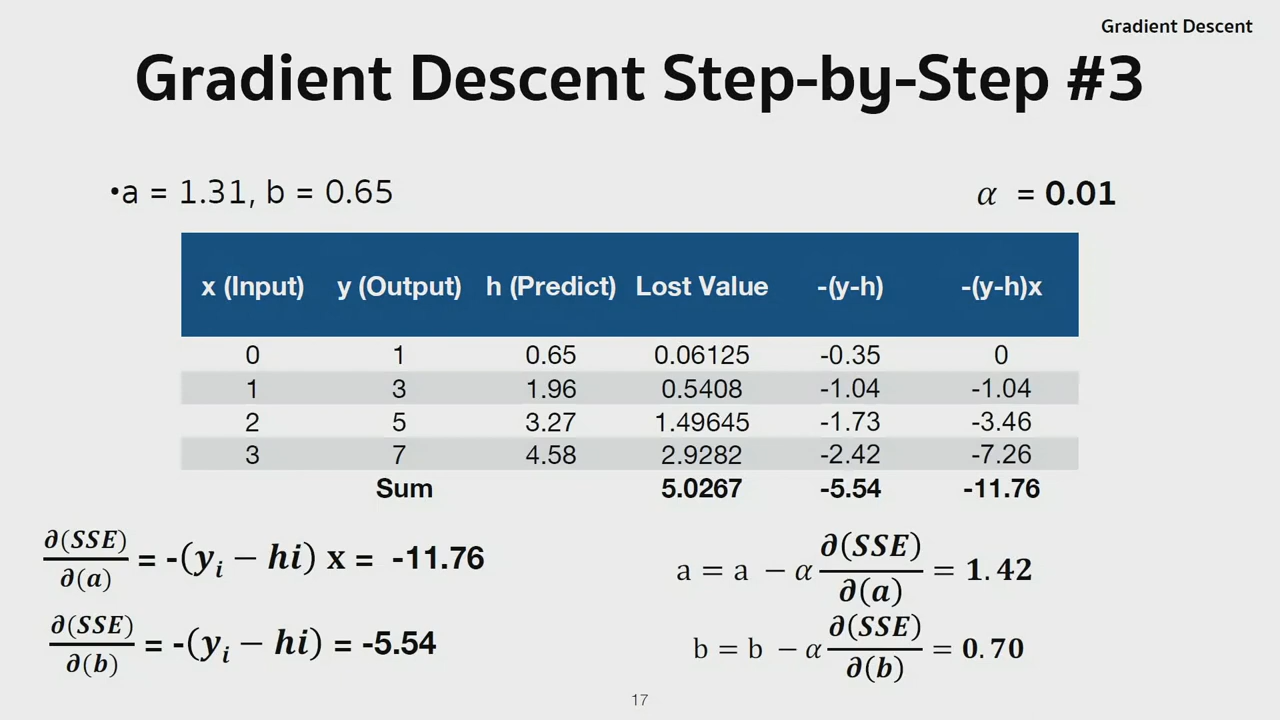 Gradient Descent
Gradient Descent Step-by-Step #3
•a = 1.31, b = 0.65
α = 0.01
x (Input) y (Output) h (Predict) Lost Value -(y-h) -(y-h)x
0 1 0.65 0.06125 -0.35 0
1 3 1.96 0.5408 -1.04 -1.04
2 5 3.27 1.49645 -1.73 -3.46
3 7 4.58 2.9282 -2.42 -7.26
Sum 5.0267 -5.54 -11.76
∂(SSE)/∂(a) = -(yᵢ − hi) x = -11.76
a = a − α ∂(SSE)/∂(a) = 1.42
∂(SSE)/∂(b) = -(yᵢ − hi) = -5.54
b = b − α ∂(SSE)/∂(b) = 0.70
17